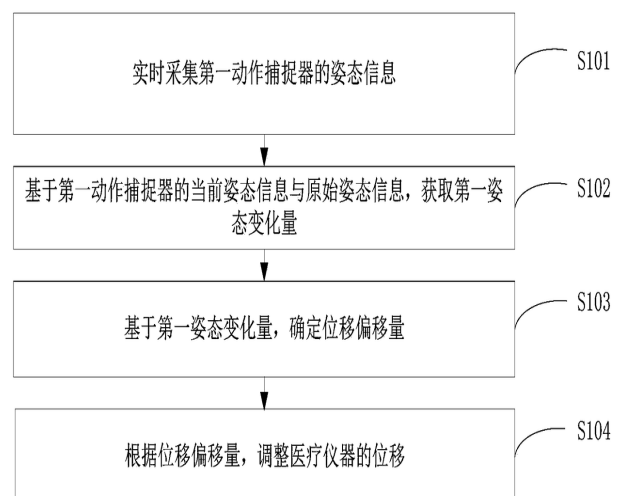 实时采集第一动作捕捉器的姿态信息
S101
基于第一动作捕捉器的当前姿态信息与原始姿态信息，获取第一姿
态变化量
S102
基于第一姿态变化量，确定位移偏移量
S103
根据位移偏移量，调整医疗仪器的位移
S104